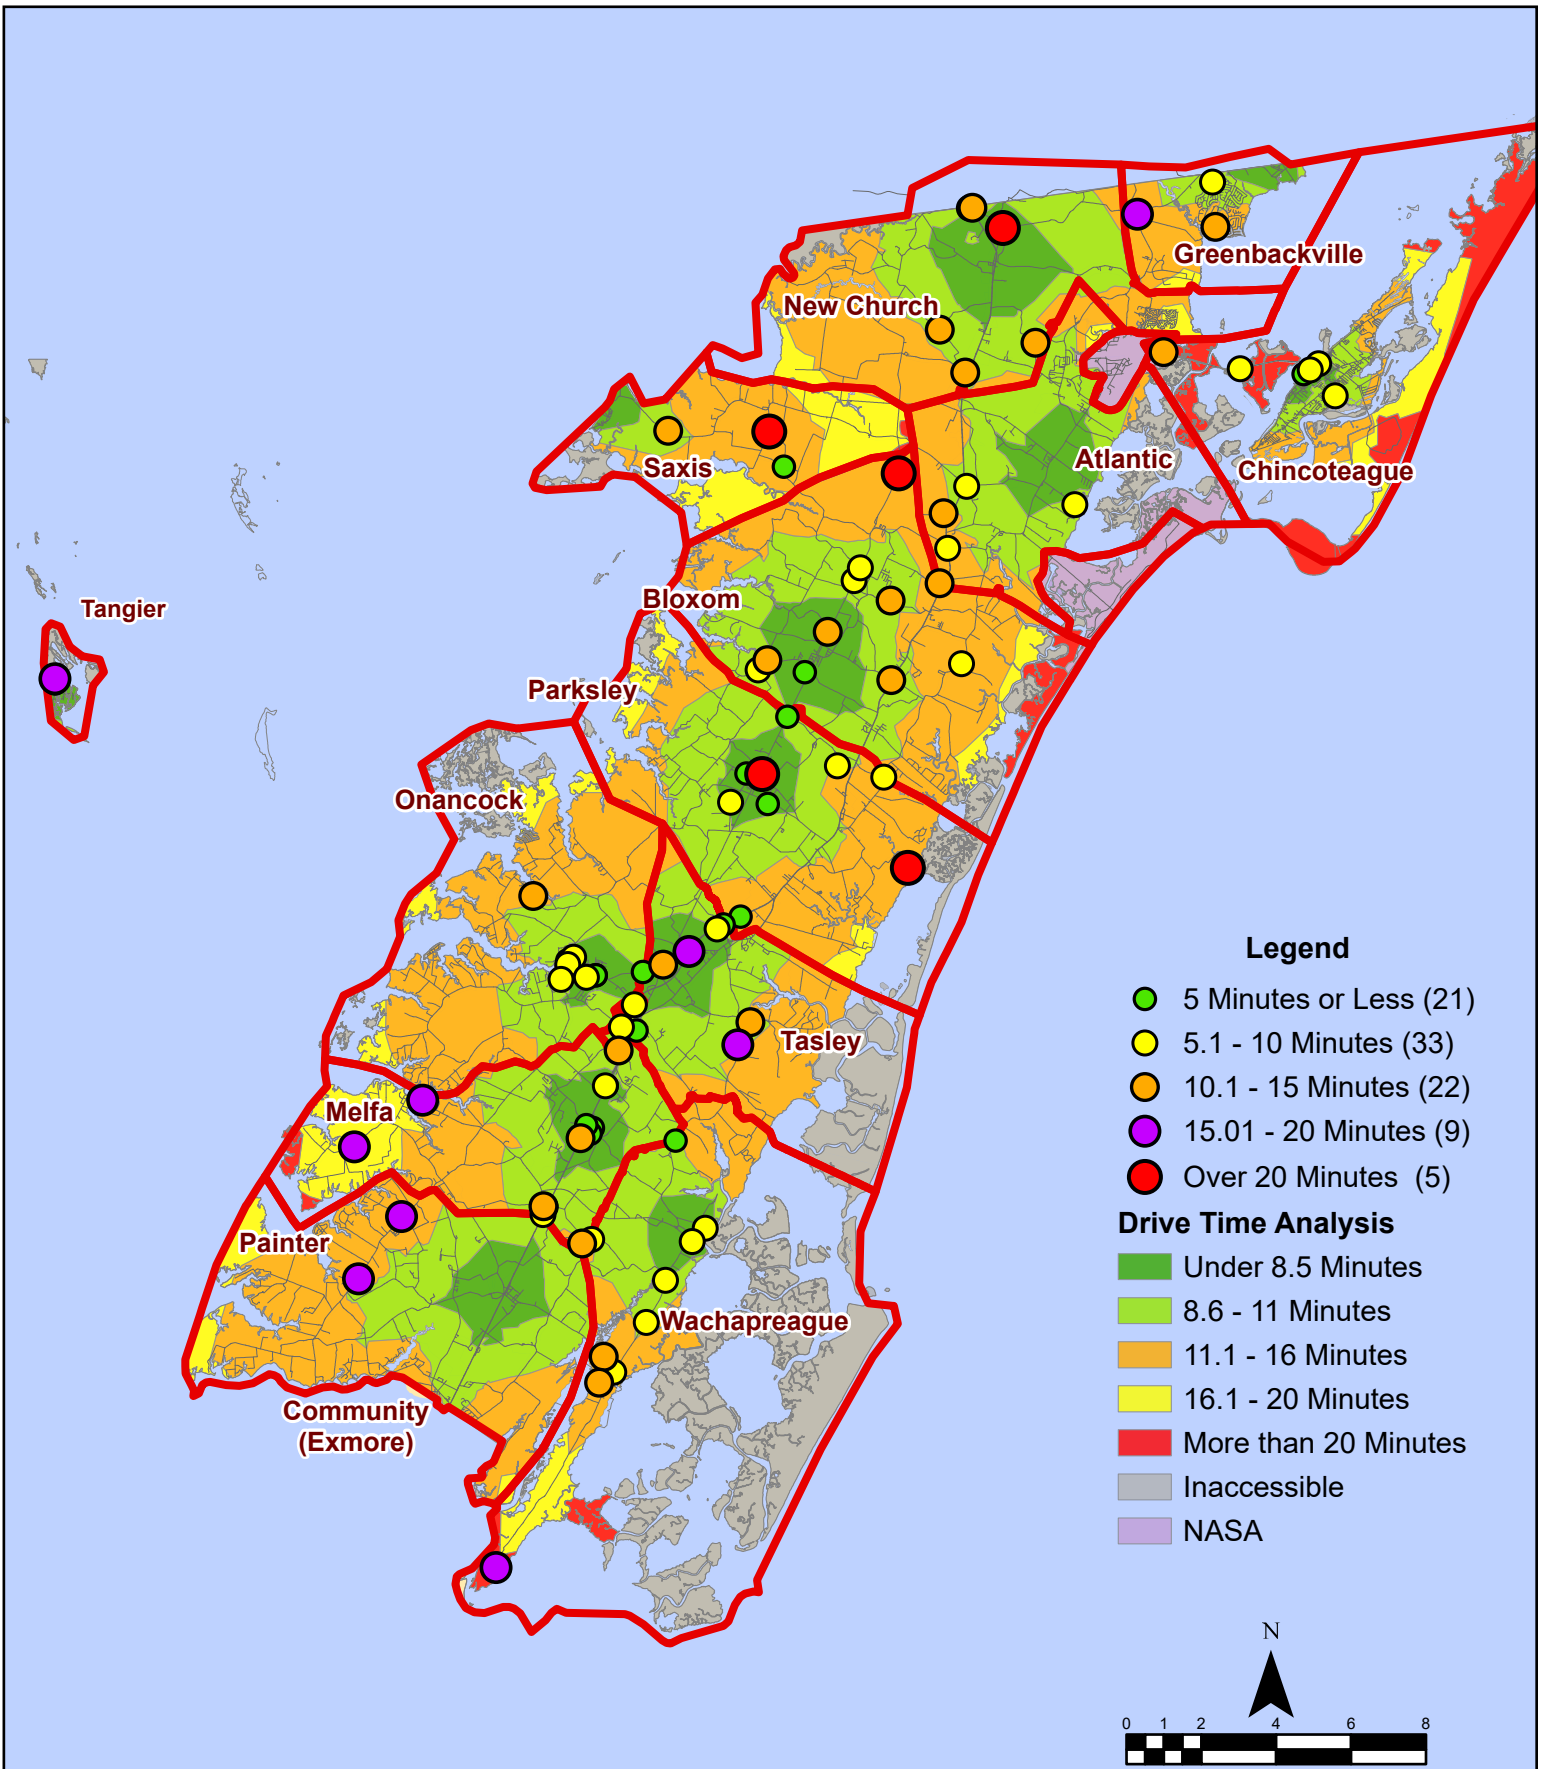 Greenbackville
New Church
Atlantic
Saxis
Chincoteague
Bloxom
Tangier
Parksley
Onancock
Tasley
Melfa
Painter
Wachapreague
Community
(Exmore)
Legend
5 Minutes or Less (21)
5.1 - 10 Minutes (33)
10.1 - 15 Minutes (22)
15.01 - 20 Minutes (9)
Over 20 Minutes (5)
Drive Time Analysis
Under 8.5 Minutes
8.6 - 11 Minutes
11.1 - 16 Minutes
16.1 - 20 Minutes
More than 20 Minutes
Inaccessible
NASA
N
0 1 2 4 6 8